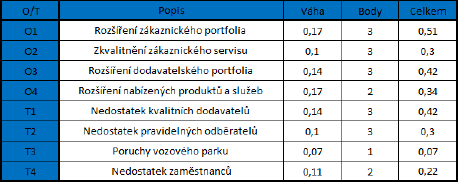 O/T Popis Váha Body Celkem
O1 Rozšíření zákaznického portfolia 0,17 3 0,51
O2 Zkvalitnění zákaznického servisu 0,1 3 0,3
O3 Rozšíření dodavatelského portfolia 0,14 3 0,42
O4 Rozšíření nabízených produktů a služeb 0,17 2 0,34
T1 Nedostatek kvalitních dodavatelů 0,14 3 0,42
T2 Nedostatek pravidelných odběratelů 0,1 3 0,3
T3 Poruchy vozového parku 0,07 1 0,07
T4 Nedostatek zaměstnanců 0,11 2 0,22